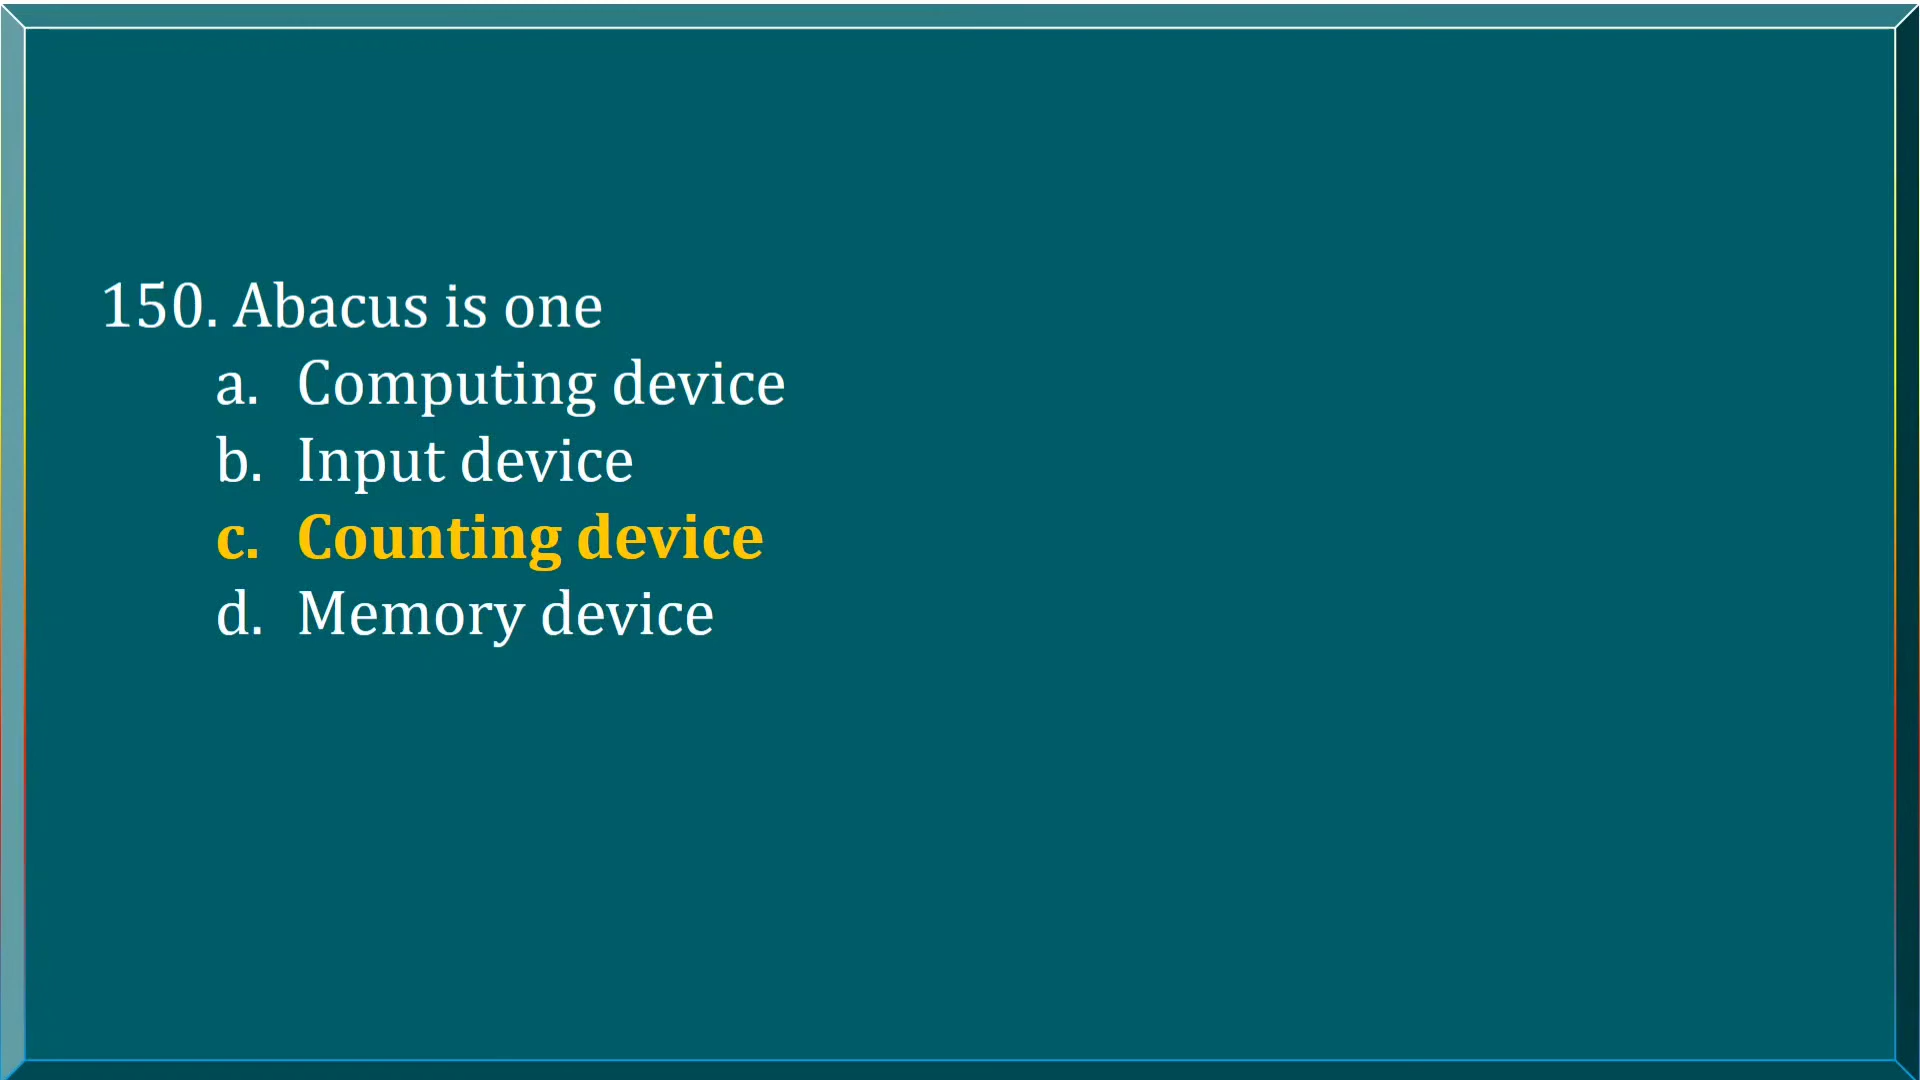 150. Abacus is one
a. Computing device
b. Input device
c. Counting device
d. Memory device